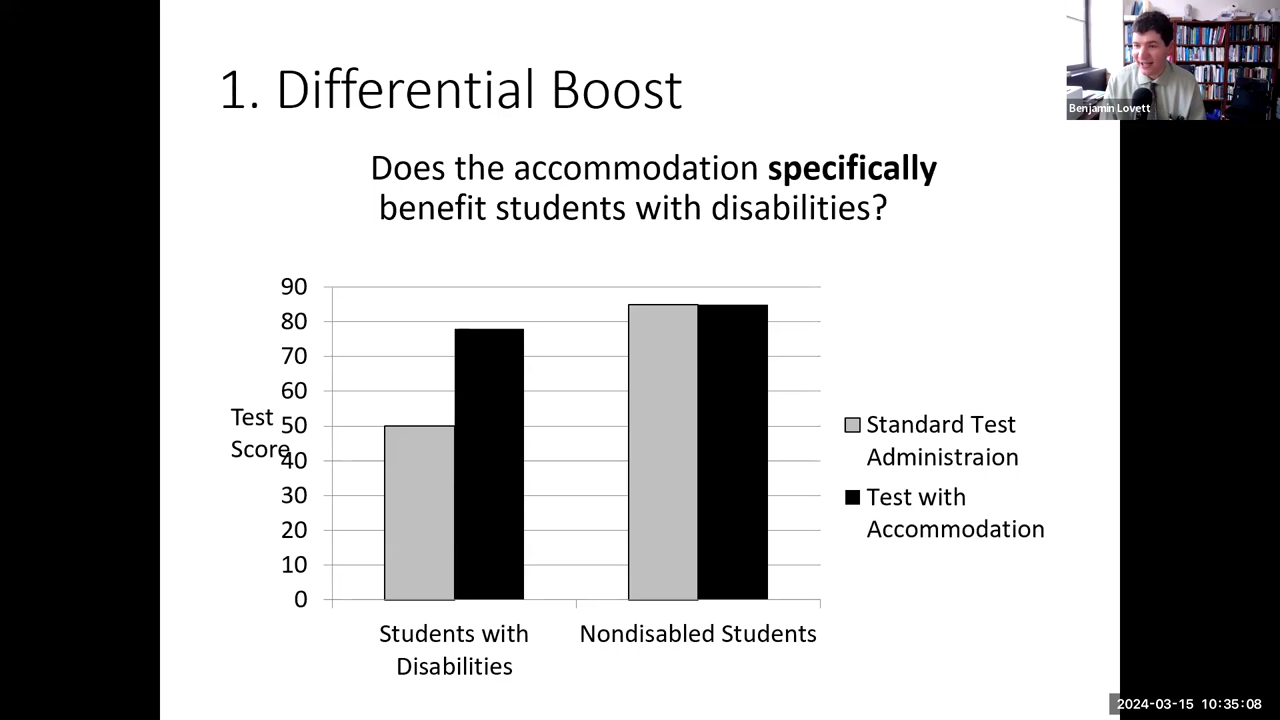 1. Differential Boost
Benjamin Lovett
Does the accommodation specifically
benefit students with disabilities?
90
80
70
60
50
40
30
20
10
0
Test
Score
Students with
Disabilities
Nondisabled Students
Standard Test
Administraion
Test with
Accommodation
2024-03-15 10:35:08